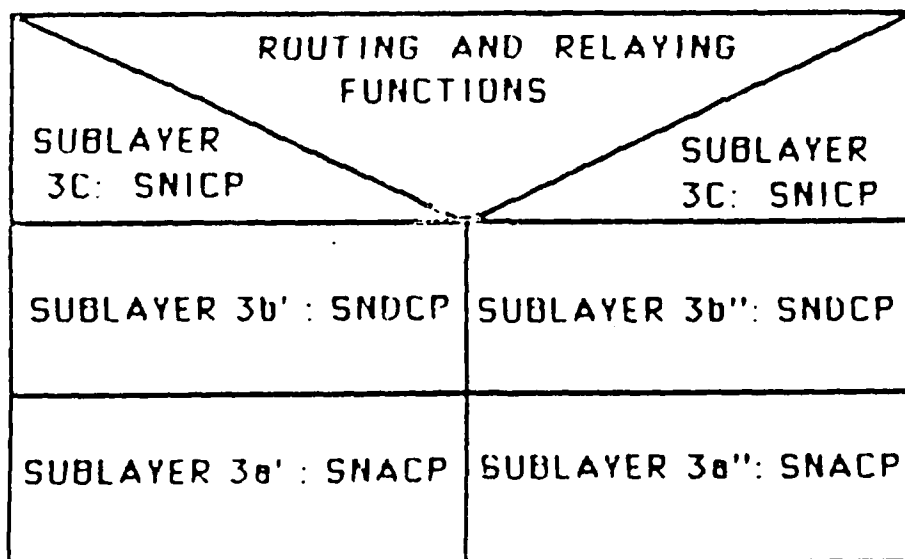 ROUTING AND RELAYING
FUNCTIONS
SUBLAYER
3C: SNICP
SUBLAYER
3C: SNICP
SUBLAYER 3b' : SNDCP
SUBLAYER 3b'': SNDCP
SUBLAYER 3a' : SNACP
SUBLAYER 3a'': SNACP